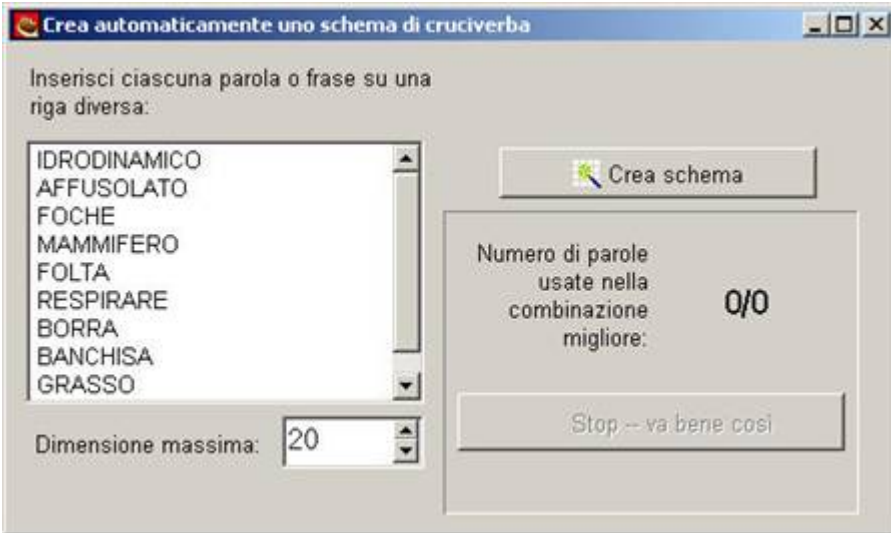 Crea automaticamente uno schema di cruciverba
Inserisci ciascuna parola o frase su una
riga diversa:
IDRODINAMICO
AFFUSOLATO
FOCHE
MAMMIFERO
FOLTA
RESPIRARE
BORRA
BANCHISA
GRASSO
Dimensione massima: 20
Crea schema
Numero di parole
usate nella
combinazione
migliore:
0/0
Stop -- va bene così